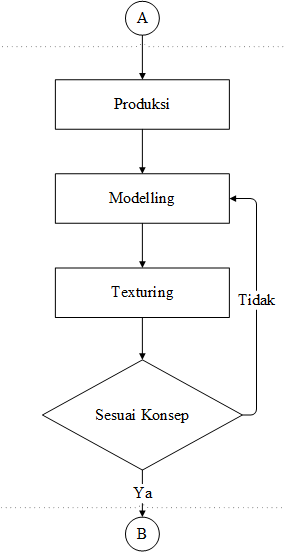 A
Produksi
Modelling
Texturing
Tidak
Sesuai Konsep
Ya
B